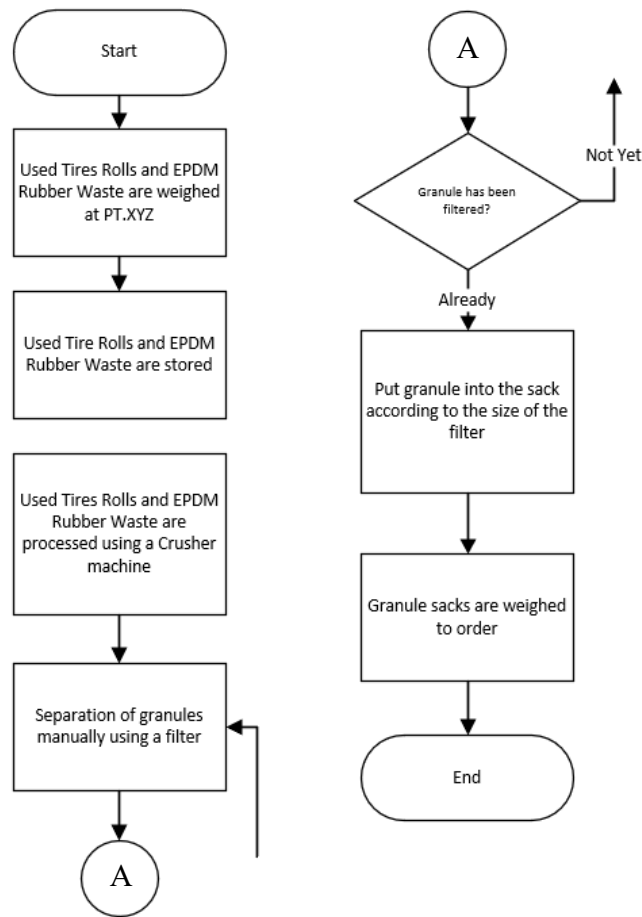 Start
Used Tires Rolls and EPDM
Rubber Waste are weighed
at PT.XYZ
Used Tire Rolls and EPDM
Rubber Waste are stored
Used Tires Rolls and EPDM
Rubber Waste are
processed using a Crusher
machine
Separation of granules
manually using a filter
A
A
Granule has been
filtered?
Not Yet
Already
Put granule into the sack
according to the size of the
filter
Granule sacks are weighed
to order
End